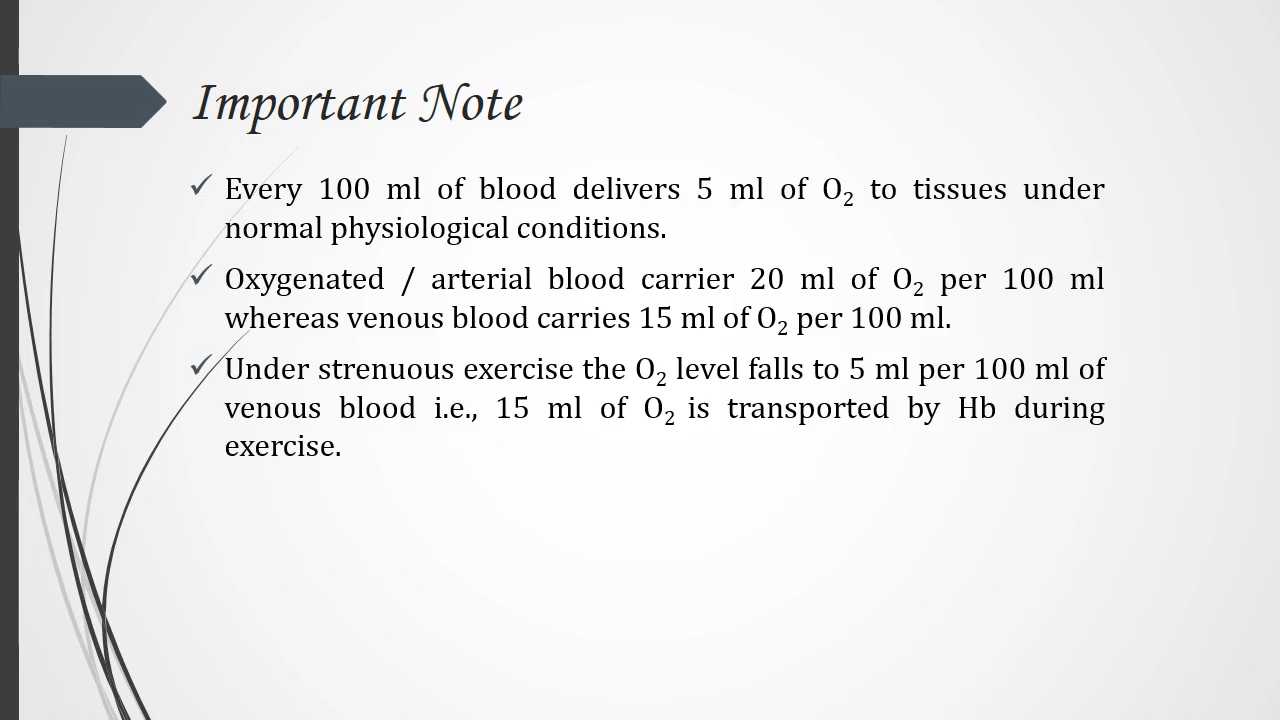 Important Note
✓ Every 100 ml of blood delivers 5 ml of O₂ to tissues under
normal physiological conditions.
✓ Oxygenated / arterial blood carrier 20 ml of O₂ per 100 ml
whereas venous blood carries 15 ml of O₂ per 100 ml.
✓ Under strenuous exercise the O₂ level falls to 5 ml per 100 ml of
venous blood i.e., 15 ml of O₂ is transported by Hb during
exercise.